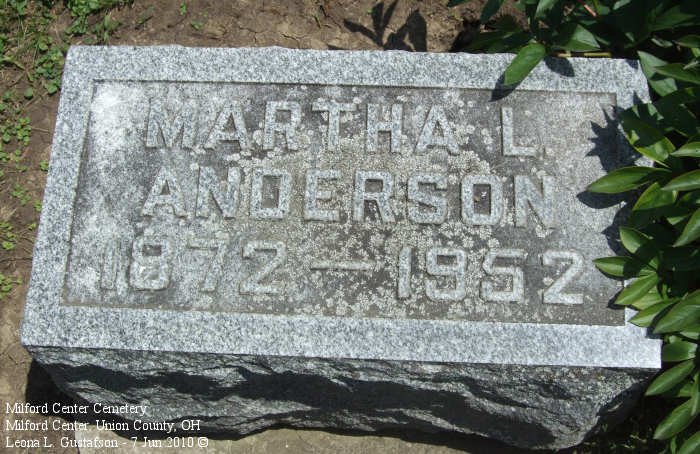 MARTHA L.
ANDERSON
1872 — 1952
Milford Center Cemetery
Milford Center, Union County, OH
Leona L. Gustafson - 7 Jun 2010 ©